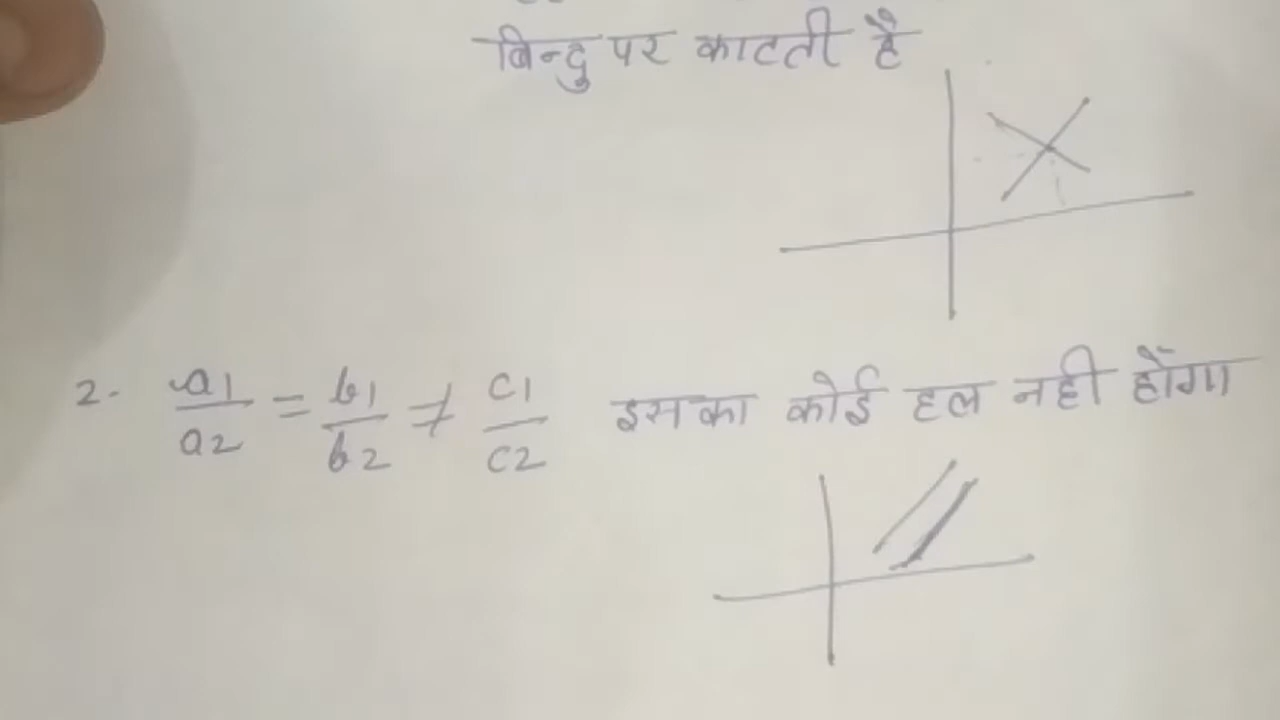 बिन्दु पर काटती है
2. a1/a2 = b1/b2 ≠ c1/c2 इसका कोई हल नही होंगा